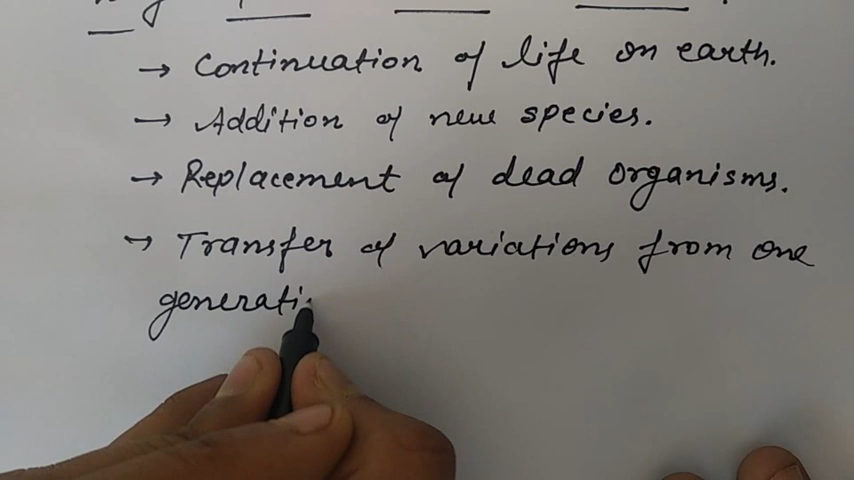 → Continuation of life on earth.
→ Addition of new species.
→ Replacement of dead organisms.
→ Transfer of variations from one
generati